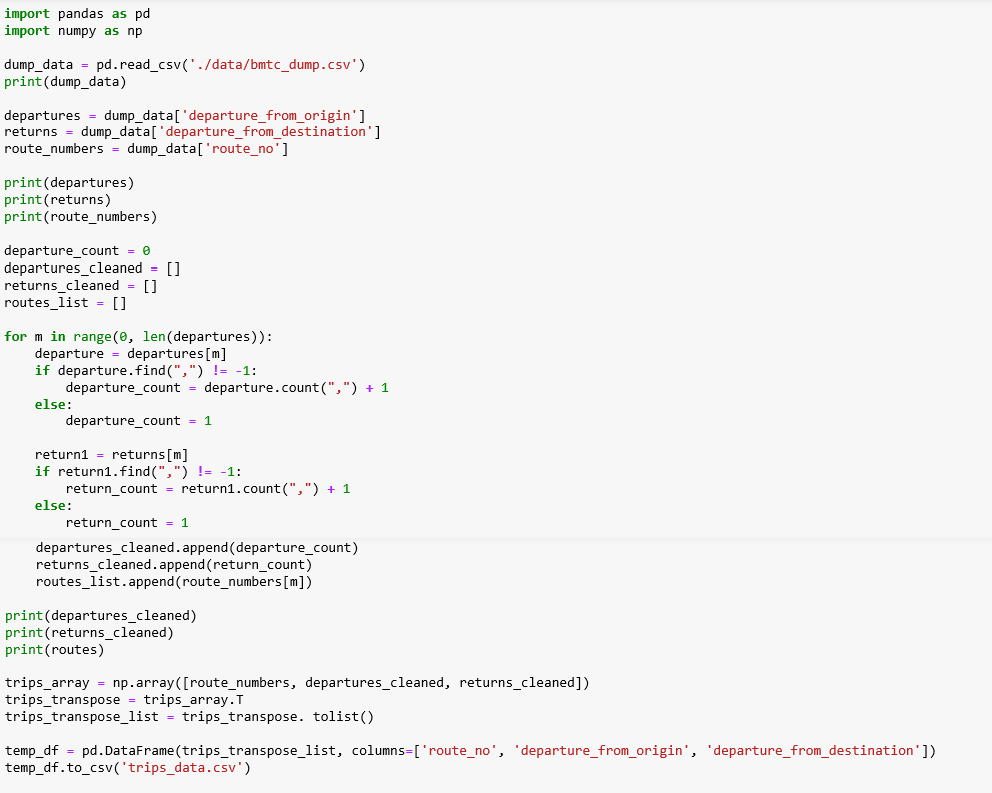 import pandas as pd
import numpy as np

dump_data = pd.read_csv('./data/bmtc_dump.csv')
print(dump_data)

departures = dump_data['departure_from_origin']
returns = dump_data['departure_from_destination']
route_numbers = dump_data['route_no']

print(departures)
print(returns)
print(route_numbers)

departure_count = 0
departures_cleaned = []
returns_cleaned = []
routes_list = []

for m in range(0, len(departures)):
    departure = departures[m]
    if departure.find(",") != -1:
        departure_count = departure.count(",") + 1
    else:
        departure_count = 1

    return1 = returns[m]
    if return1.find(",") != -1:
        return_count = return1.count(",") + 1
    else:
        return_count = 1
    departures_cleaned.append(departure_count)
    returns_cleaned.append(return_count)
    routes_list.append(route_numbers[m])

print(departures_cleaned)
print(returns_cleaned)
print(routes)

trips_array = np.array([route_numbers, departures_cleaned, returns_cleaned])
trips_transpose = trips_array.T
trips_transpose_list = trips_transpose. tolist()

temp_df = pd.DataFrame(trips_transpose_list, columns=['route_no', 'departure_from_origin', 'departure_from_destination'])
temp_df.to_csv('trips_data.csv')